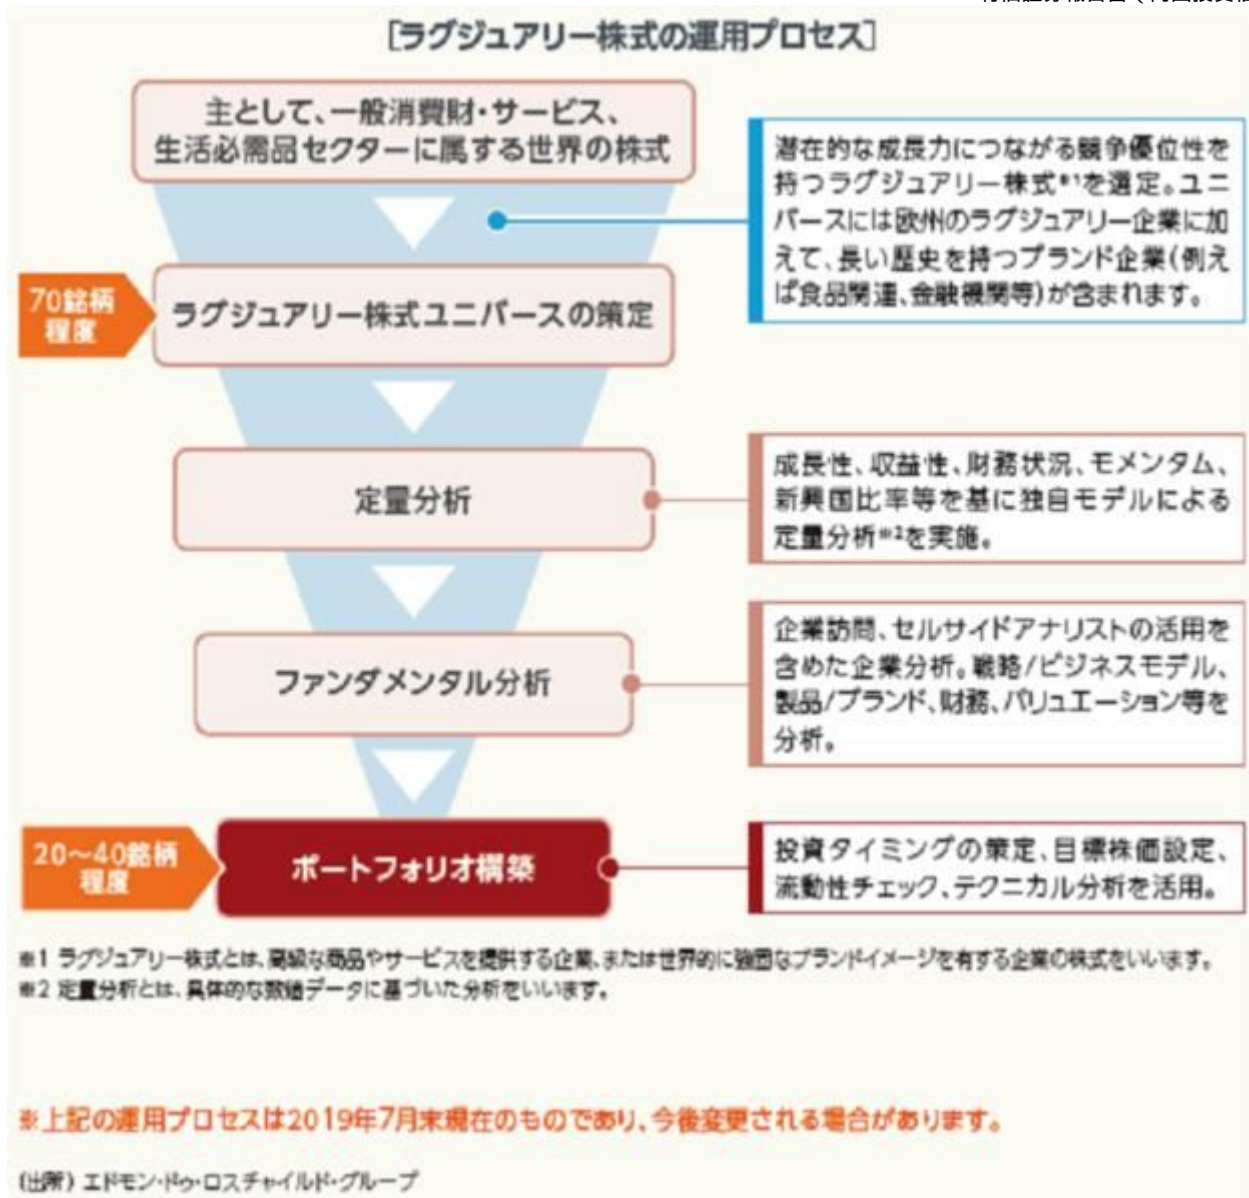 [ラグジュアリー株式の運用プロセス]
主として、一般消費財・サービス、
生活必需品セクターに属する世界の株式
潜在的な成長力につながる競争優位性を
持つラグジュアリー株式※1を選定。ユニ
バースには欧州のラグジュアリー企業に加
えて、長い歴史を持つブランド企業(例え
ば食品関連、金融機関等)が含まれます。
70銘柄
程度
ラグジュアリー株式ユニバースの策定
定量分析
成長性、収益性、財務状況、モメンタム、
新興国比率等を基に独自モデルによる
定量分析※2を実施。
ファンダメンタル分析
企業訪問、セルサイドアナリストの活用を
含めた企業分析。戦略/ビジネスモデル、
製品/ブランド、財務、バリュエーション等を
分析。
20〜40銘柄
程度
ポートフォリオ構築
投資タイミングの策定、目標株価設定、
流動性チェック、テクニカル分析を活用。
※1 ラグジュアリー株式とは、高級な商品やサービスを提供する企業、または世界的に強固なブランドイメージを有する企業の株式をいいます。
※2 定量分析とは、具体的な数値データに基づいた分析をいいます。
※上記の運用プロセスは2019年7月末現在のものであり、今後変更される場合があります。
(出所) エドモン・ドゥ・ロスチャイルド・グループ